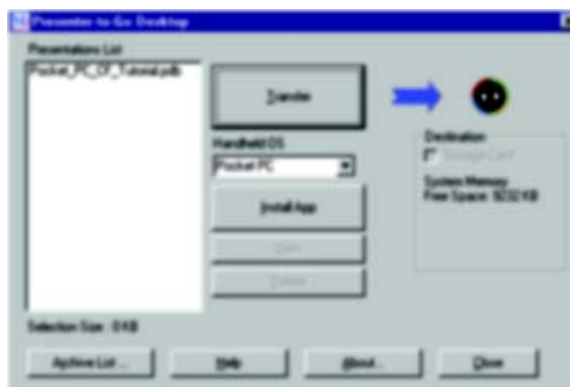 Presenter-to-Go Desktop
Presentations List
Pocket_PC_CF_Tutorial.pdb
Transfer
Handheld OS
Pocket PC
Install App
Destination
Storage Card
System Memory
Free Space: 9232 KB
Selection Size : 0 KB
Archive List ...
Help
About...
Close